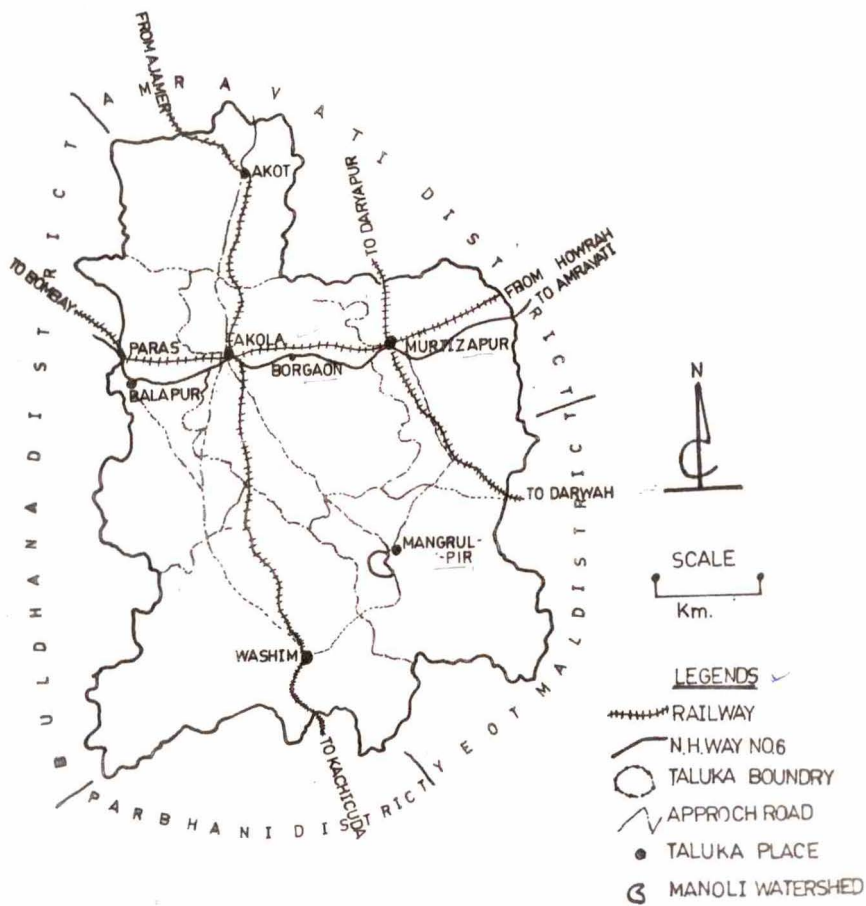 FROM AJAMER
AMRAVATI DISTRICT
TO DARYAPUR
AKOT
FROM HOWRAH
TO AMRAVATI
TO BOMBAY
PARAS
AKOLA
MURTIZAPUR
BORGAON
BALAPUR
BULDHANA DISTRICT
TO DARWAH
MANGRUL-
-PIR
WASHIM
TO KACHIGUDA
PARBHANI DISTRICT
YEOTMAL DISTRICT
N
SCALE
Km.
LEGENDS
RAILWAY
N.H.WAY NO.6
TALUKA BOUNDRY
APPROCH ROAD
TALUKA PLACE
MANOLI WATERSHED